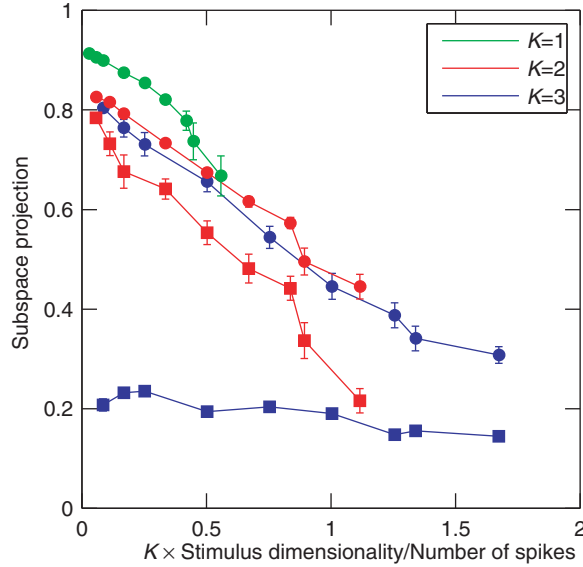 1
0.8
0.6
0.4
0.2
0
Subspace projection
K=1
K=2
K=3
0 0.5 1 1.5 2
K × Stimulus dimensionality/Number of spikes